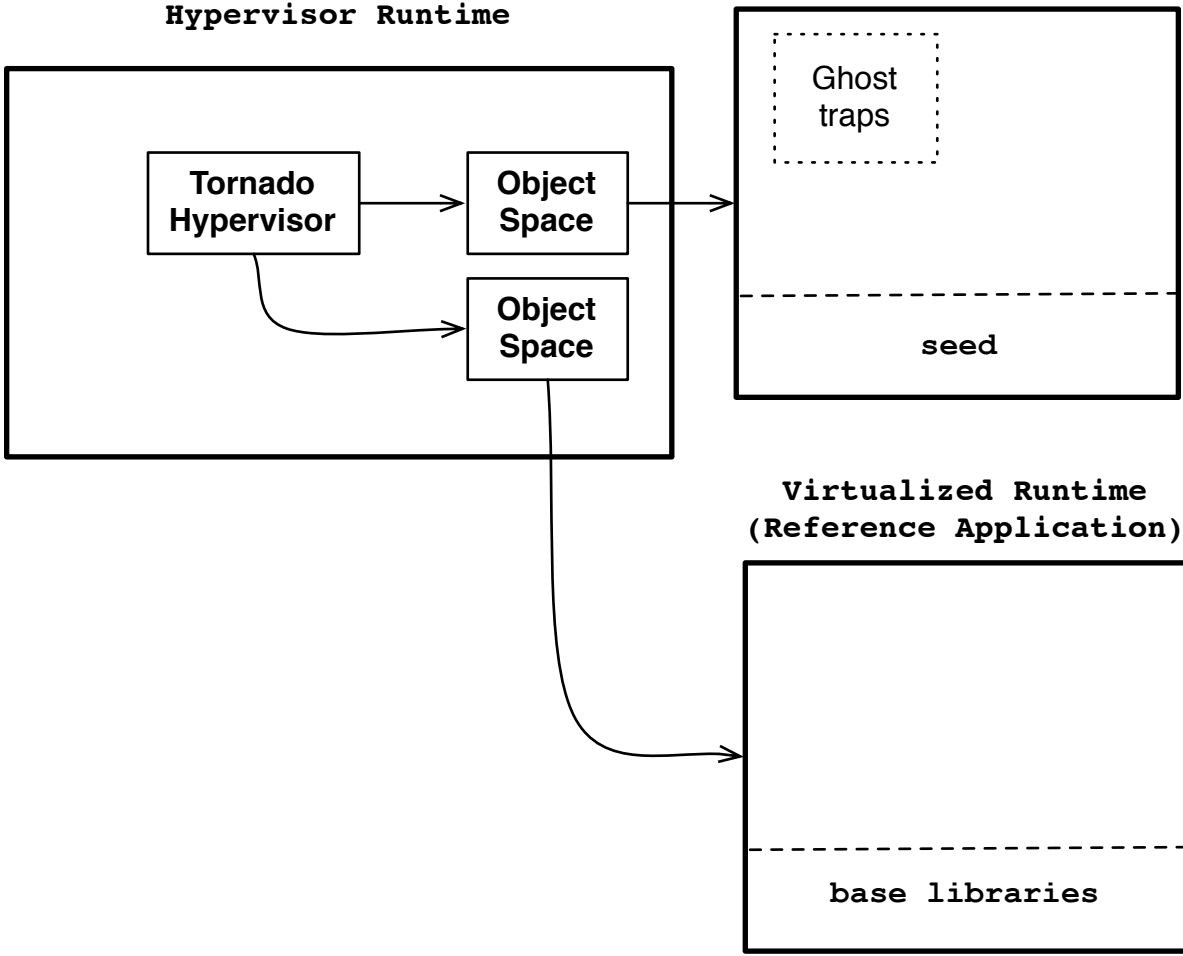 Hypervisor Runtime
Tornado
Hypervisor
Object
Space
Object
Space
Ghost
traps
seed
Virtualized Runtime
(Reference Application)
base libraries